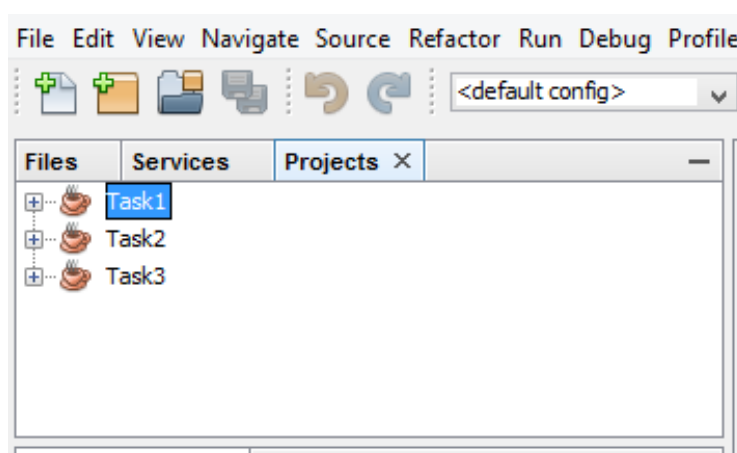 File Edit View Navigate Source Refactor Run Debug Profile
<default config>
Files Services Projects
Task1
Task2
Task3